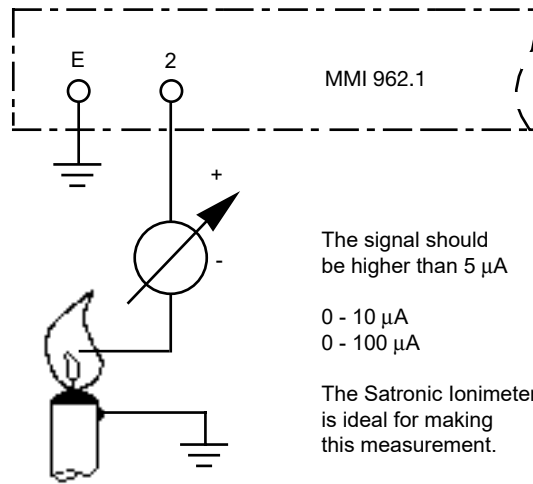 E
2
MMI 962.1
+
-
The signal should
be higher than 5 μA
0 - 10 μA
0 - 100 μA
The Satronic Ionimeter
is ideal for making
this measurement.